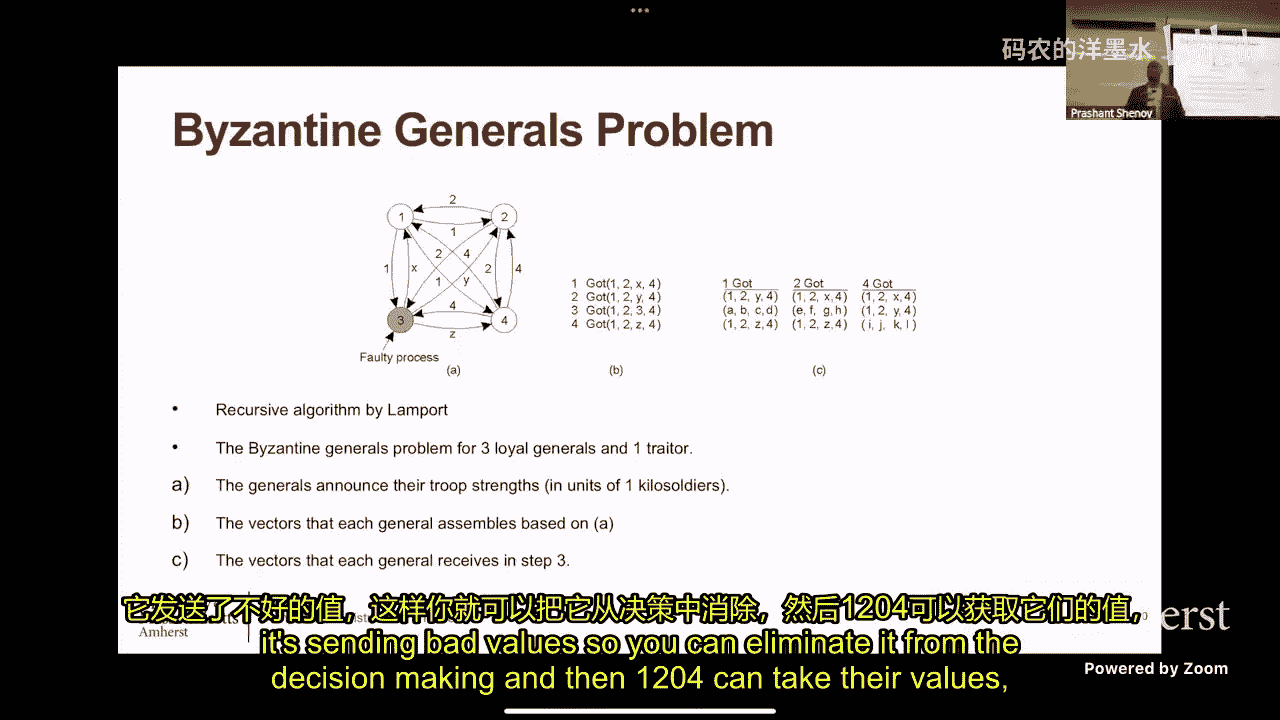 码农的洋墨水
Prashant Shenoy
Byzantine Generals Problem
2
1 2
1
2 4
1 x 2 4
1 y
4
3 4
z
Faulty process
(a)
1 Got(1, 2, x, 4)
2 Got(1, 2, y, 4)
3 Got(1, 2, 3, 4)
4 Got(1, 2, z, 4)
(b)
1 Got 2 Got 4 Got
(1, 2, y, 4) (1, 2, x, 4) (1, 2, x, 4)
(a, b, c, d) (e, f, g, h) (1, 2, y, 4)
(1, 2, z, 4) (1, 2, z, 4) (i, j, k, l)
(c)
• Recursive algorithm by Lamport
• The Byzantine generals problem for 3 loyal generals and 1 traitor.
a) The generals announce their troop strengths (in units of 1 kilosoldiers).
b) The vectors that each general assembles based on (a)
c) The vectors that each general receives in step 3.
它发送了不好的值，这样你就可以把它从决策中消除，然后1204可以获取它们的值，
Amherst
it's sending bad values so you can eliminate it from the
decision making and then 1204 can take their values,
Powered by Zoom